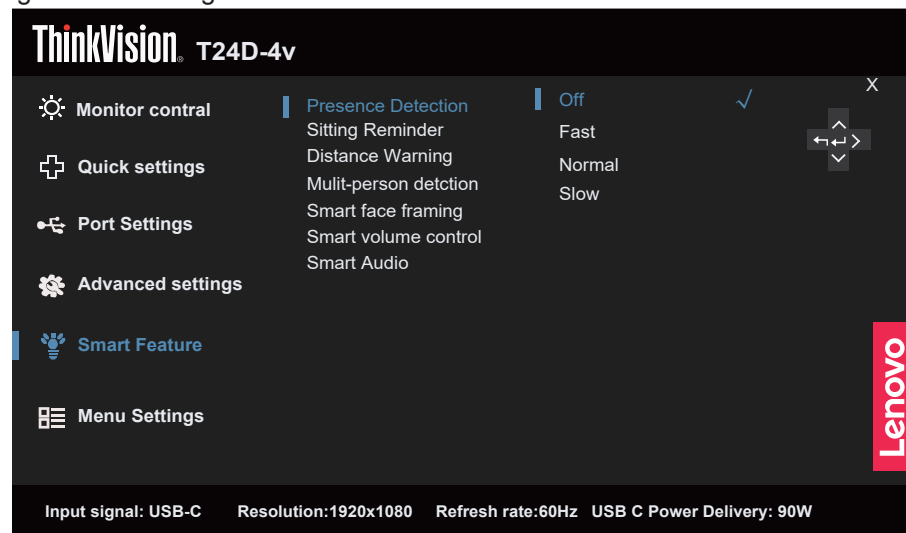 ThinkVision® T24D-4v
X
Monitor contral
Quick settings
Port Settings
Advanced settings
Smart Feature
Menu Settings
Presence Detection
Sitting Reminder
Distance Warning
Mulit-person detction
Smart face framing
Smart volume control
Smart Audio
Off √
Fast
Normal
Slow
Lenovo
Input signal: USB-C Resolution:1920x1080 Refresh rate:60Hz USB C Power Delivery: 90W